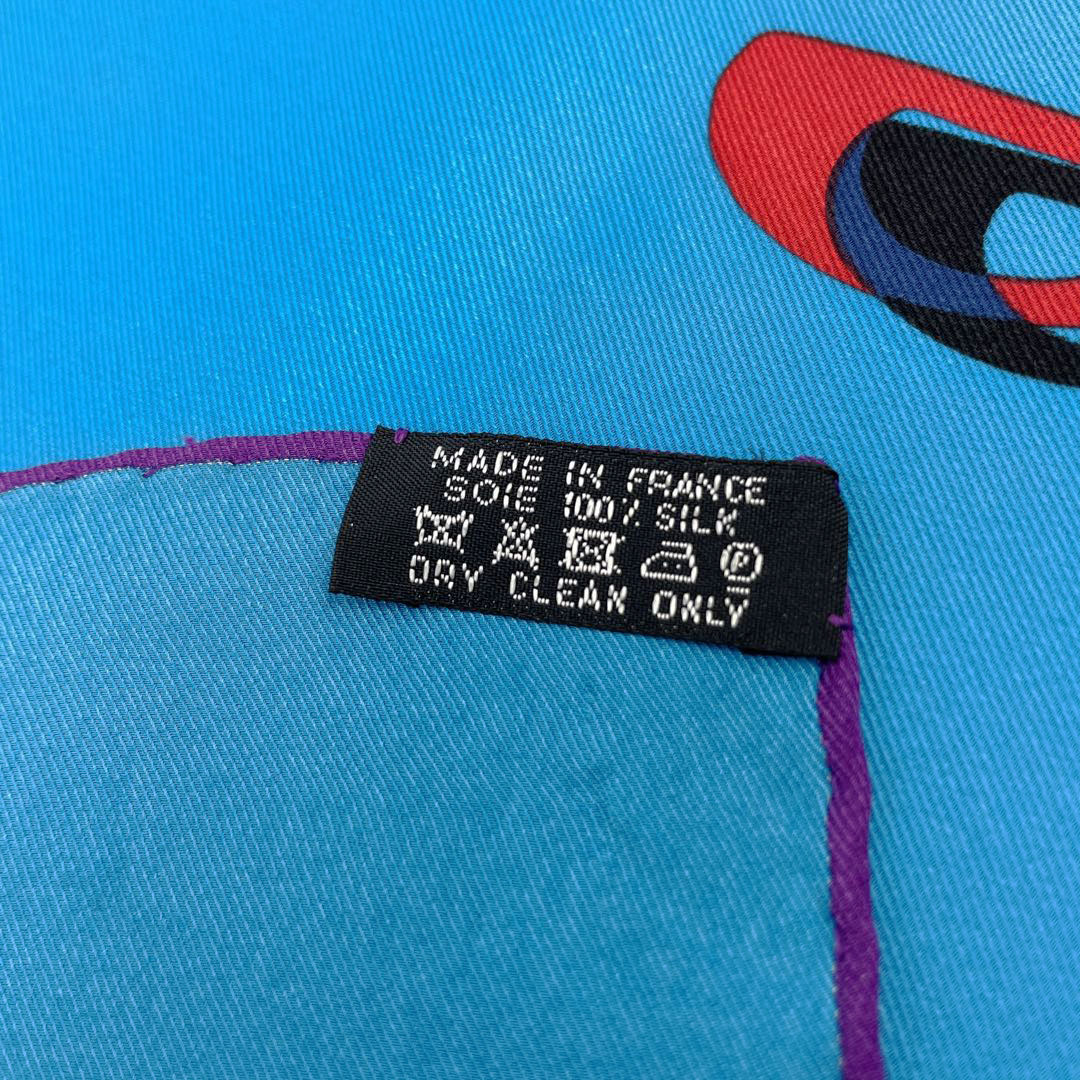 MADE IN FRANCE
SOIE 100% SILK
P
DRY CLEAN ONLY